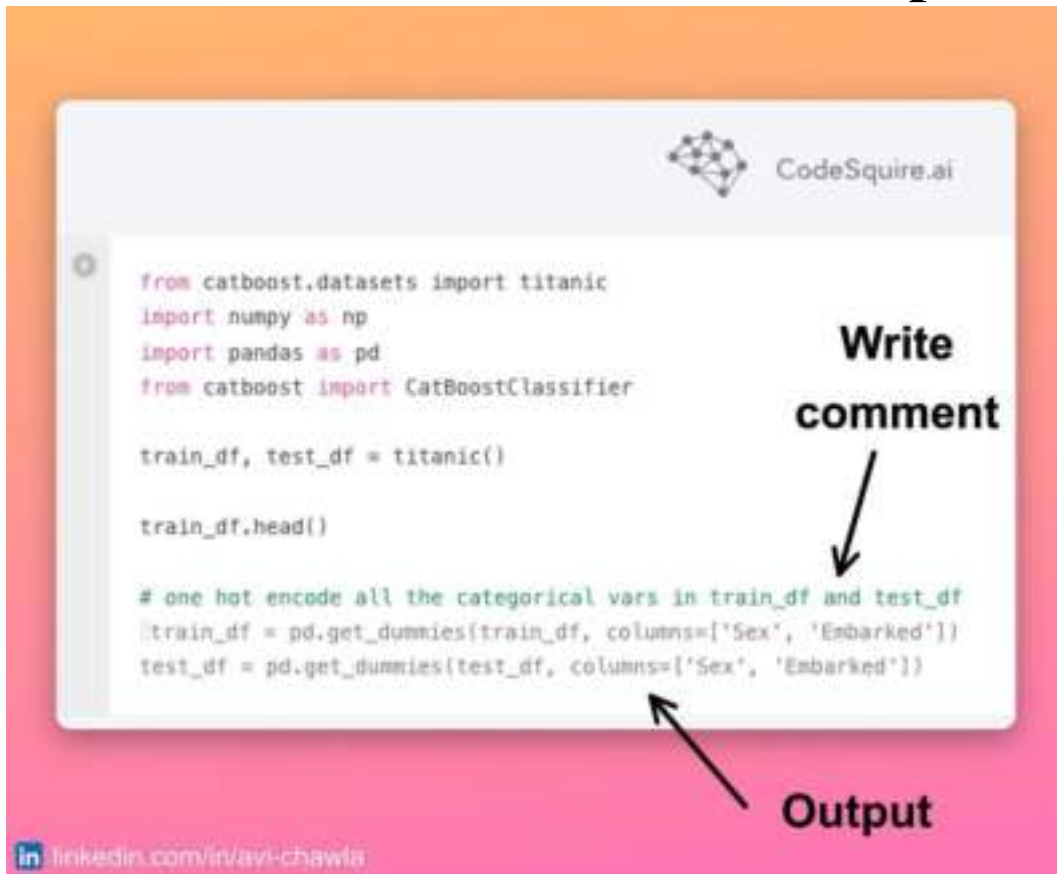 CodeSquire.ai
from catboost.datasets import titanic
import numpy as np
import pandas as pd
from catboost import CatBoostClassifier
train_df, test_df = titanic()
train_df.head()
Write
comment
# one hot encode all the categorical vars in train_df and test_df
train_df = pd.get_dummies(train_df, columns=['Sex', 'Embarked'])
test_df = pd.get_dummies(test_df, columns=['Sex', 'Embarked'])
Output
in linkedin.com/in/avi-chawla